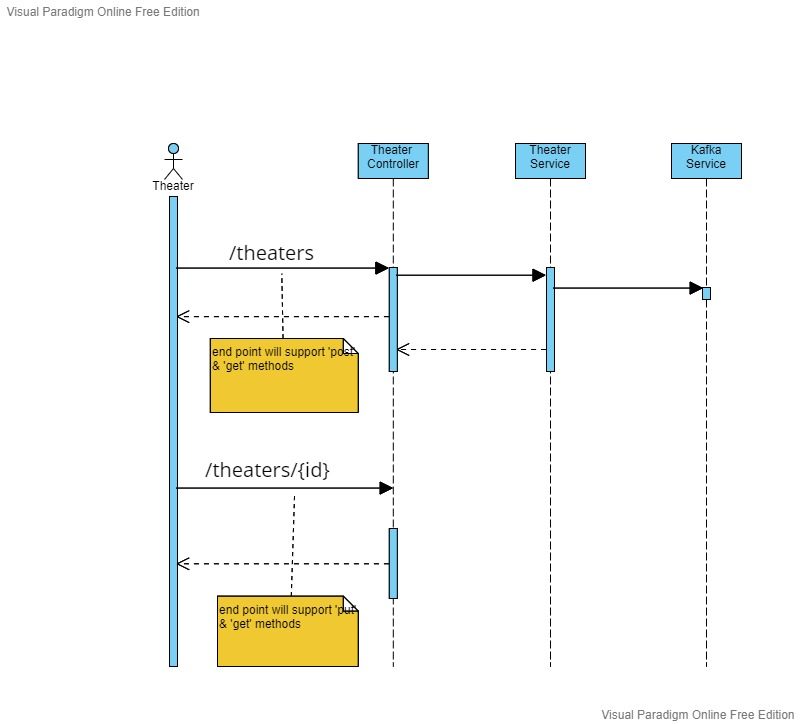 Visual Paradigm Online Free Edition
Theater
Theater
Controller
Theater
Service
Kafka
Service
/theaters
end point will support 'post'
& 'get' methods
/theaters/{id}
end point will support 'put'
& 'get' methods
Visual Paradigm Online Free Edition